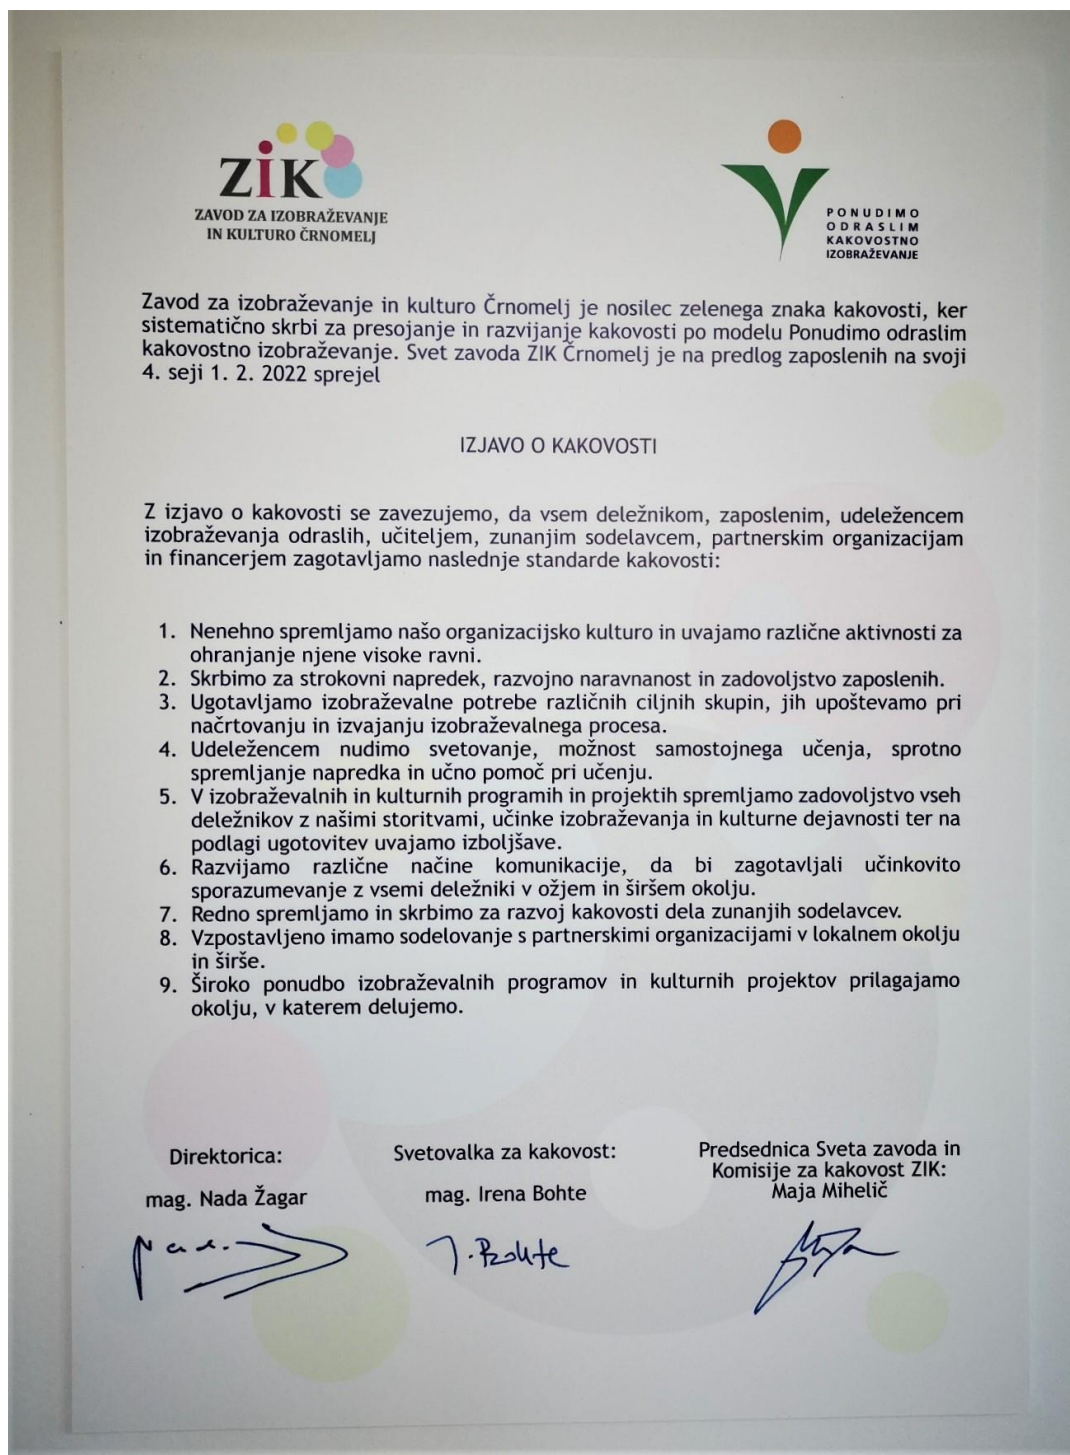 ZIK
ZAVOD ZA IZOBRAŽEVANJE
IN KULTURO ČRNOMELJ
PONUDIMO
ODRASLIM
KAKOVOSTNO
IZOBRAŽEVANJE
Zavod za izobraževanje in kulturo Črnomelj je nosilec zelenega znaka kakovosti, ker
sistematično skrbi za presojanje in razvijanje kakovosti po modelu Ponudimo odraslim
kakovostno izobraževanje. Svet zavoda ZIK Črnomelj je na predlog zaposlenih na svoji
4. seji 1. 2. 2022 sprejel
IZJAVO O KAKOVOSTI
Z izjavo o kakovosti se zavezujemo, da vsem deležnikom, zaposlenim, udeležencem
izobraževanja odraslih, učiteljem, zunanjim sodelavcem, partnerskim organizacijam
in financerjem zagotavljamo naslednje standarde kakovosti:
1. Nenehno spremljamo našo organizacijsko kulturo in uvajamo različne aktivnosti za
ohranjanje njene visoke ravni.
2. Skrbimo za strokovni napredek, razvojno naravnanost in zadovoljstvo zaposlenih.
3. Ugotavljamo izobraževalne potrebe različnih ciljnih skupin, jih upoštevamo pri
načrtovanju in izvajanju izobraževalnega procesa.
4. Udeležencem nudimo svetovanje, možnost samostojnega učenja, sprotno
spremljanje napredka in učno pomoč pri učenju.
5. V izobraževalnih in kulturnih programih in projektih spremljamo zadovoljstvo vseh
deležnikov z našimi storitvami, učinke izobraževanja in kulturne dejavnosti ter na
podlagi ugotovitev uvajamo izboljšave.
6. Razvijamo različne načine komunikacije, da bi zagotavljali učinkovito
sporazumevanje z vsemi deležniki v ožjem in širšem okolju.
7. Redno spremljamo in skrbimo za razvoj kakovosti dela zunanjih sodelavcev.
8. Vzpostavljeno imamo sodelovanje s partnerskimi organizacijami v lokalnem okolju
in širše.
9. Široko ponudbo izobraževalnih programov in kulturnih projektov prilagajamo
okolju, v katerem delujemo.
Direktorica:
mag. Nada Žagar
Svetovalka za kakovost:
mag. Irena Bohte
I. Bohte
Predsednica Sveta zavoda in
Komisije za kakovost ZIK:
Maja Mihelič